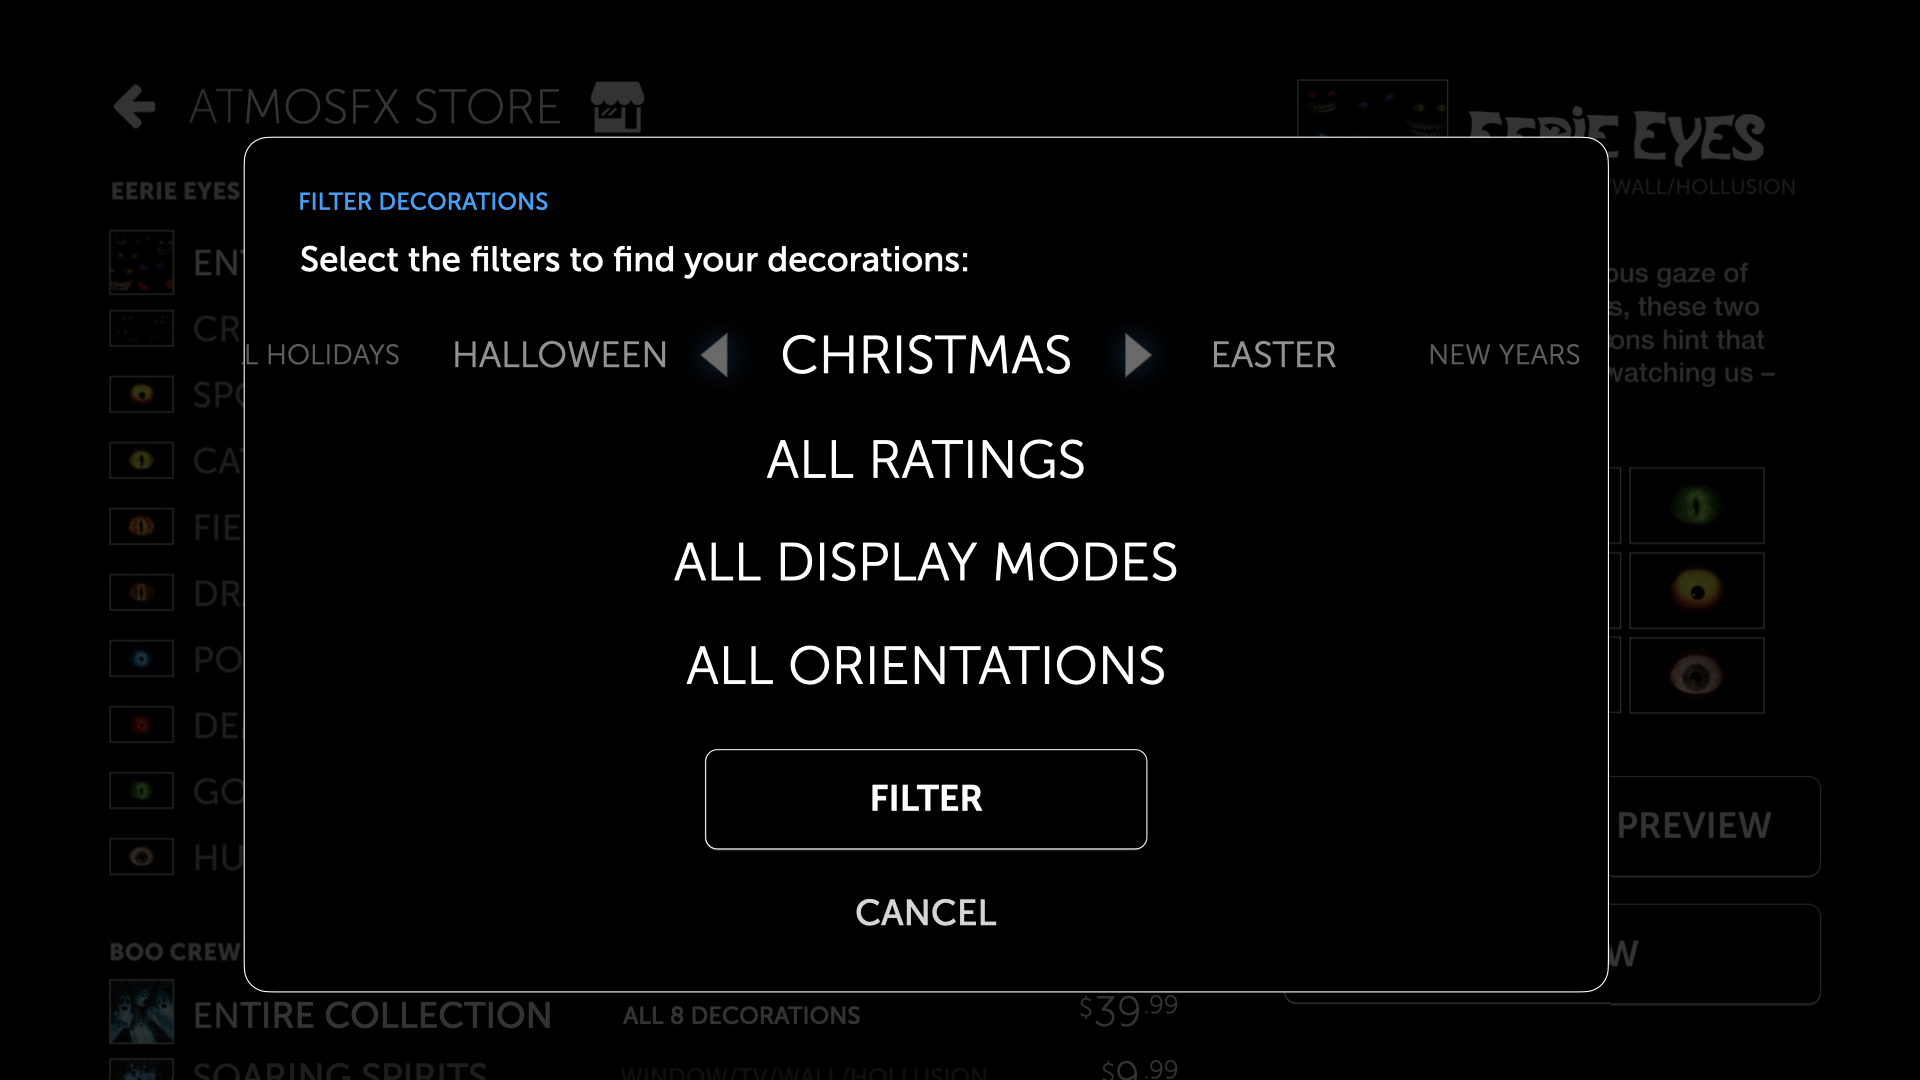 ATMOSFX STORE
EERIE EYES
EERIE EYES
/WALL/HOLLUSION
FILTER DECORATIONS
Select the filters to find your decorations:
L HOLIDAYS HALLOWEEN CHRISTMAS EASTER NEW YEARS
ALL RATINGS
ALL DISPLAY MODES
ALL ORIENTATIONS
FILTER
CANCEL
EN
CR
SPO
CA
FIE
DR
PO
DE
GO
HU
ous gaze of
s, these two
ons hint that
watching us –
PREVIEW
W
BOO CREW
ENTIRE COLLECTION ALL 8 DECORATIONS $39.99
SOARING SPIRITS WINDOW/TV/WALL/HOLLUSION $9.99